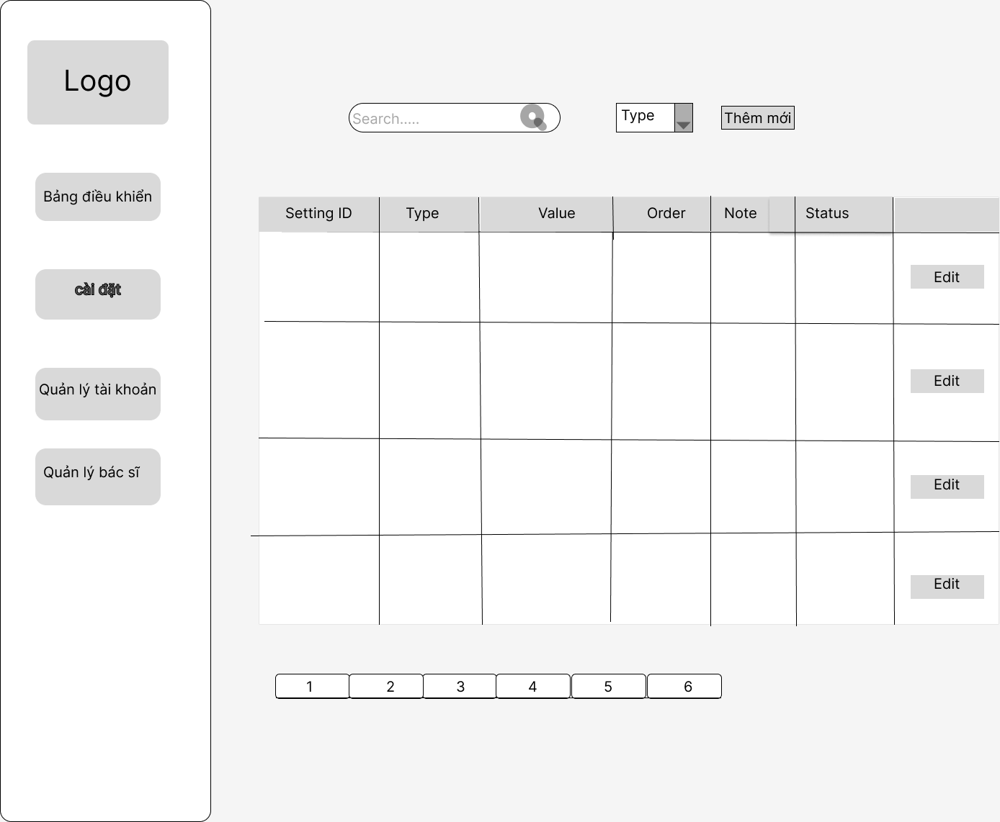 Logo
Search.....
Type
Thêm mới
Bảng điều khiển
cài đặt
Quản lý tài khoản
Quản lý bác sĩ
Setting ID
Type
Value
Order
Note
Status
Edit
Edit
Edit
Edit
1
2
3
4
5
6